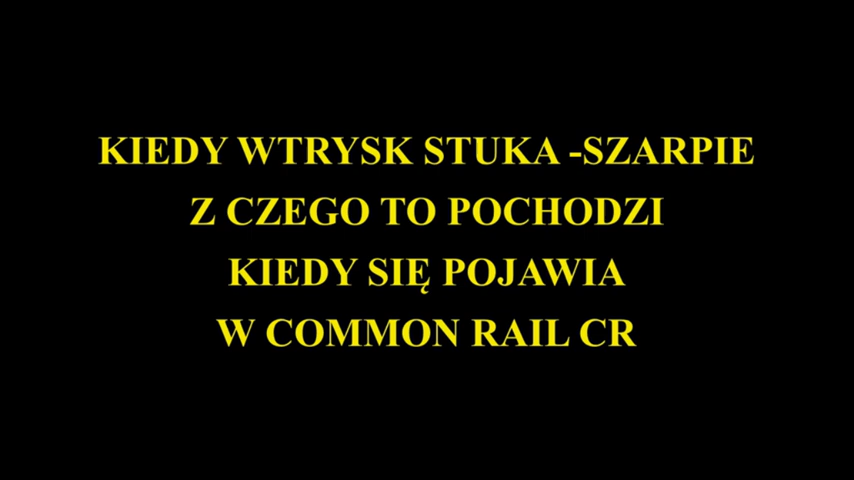 KIEDY WTRYSK STUKA -SZARPIE
Z CZEGO TO POCHODZI
KIEDY SIĘ POJAWIA
W COMMON RAIL CR